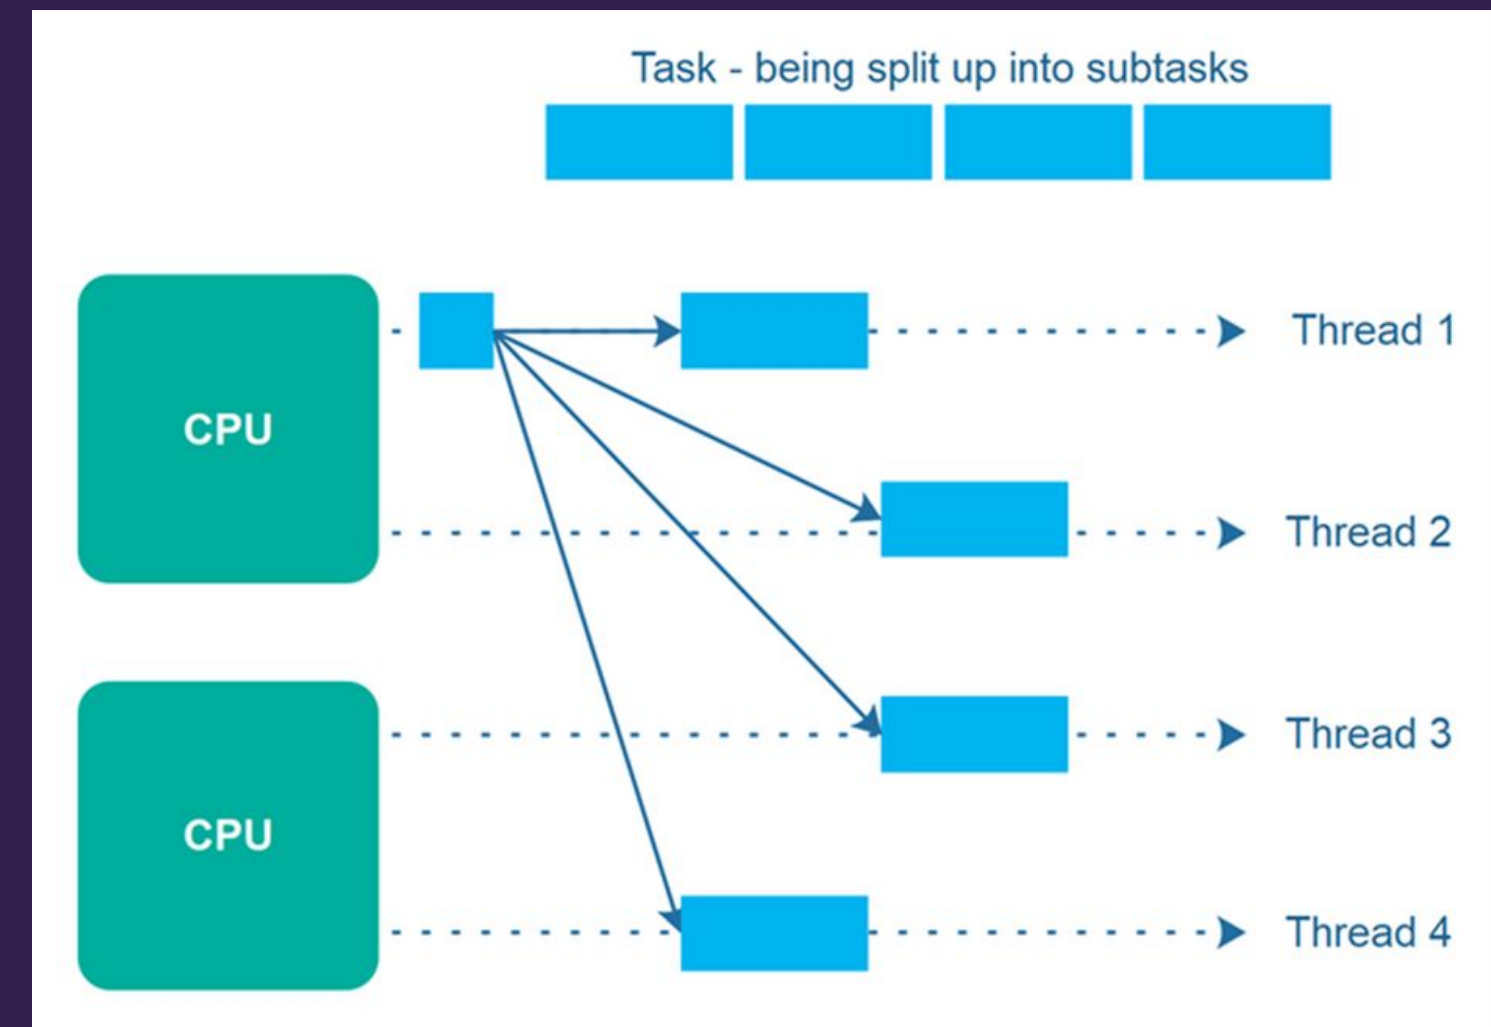 Task - being split up into subtasks
CPU
Thread 1
Thread 2
CPU
Thread 3
Thread 4